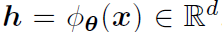 h = ϕ_θ(x) ∈ ℝ^d